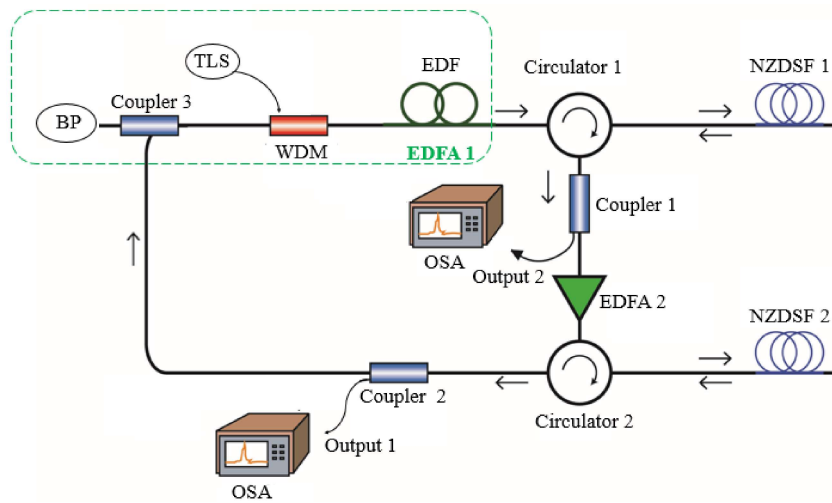 TLS
EDF
Circulator 1
NZDSF 1
BP
Coupler 3
WDM
EDFA 1
Coupler 1
OSA
Output 2
EDFA 2
NZDSF 2
Coupler 2
Circulator 2
Output 1
OSA